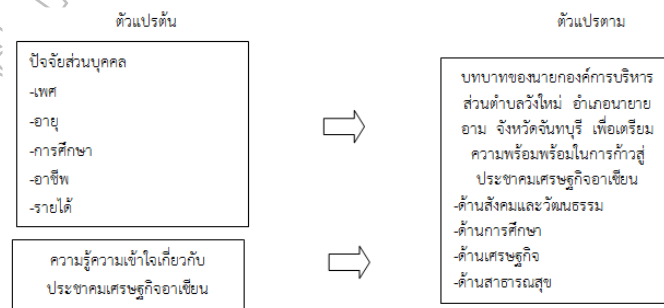 ตัวแปรต้น
ปัจจัยส่วนบุคคล
-เพศ
-อายุ
-การศึกษา
-อาชีพ
-รายได้
ความรู้ความเข้าใจเกี่ยวกับ
ประชาคมเศรษฐกิจอาเซียน
ตัวแปรตาม
บทบาทของนายกองค์การบริหาร
ส่วนตำบลวังใหม่ อำเภอนายาย
อาม จังหวัดจันทบุรี เพื่อเตรียม
ความพร้อมพร้อมในการก้าวสู่
ประชาคมเศรษฐกิจอาเซียน
-ด้านสังคมและวัฒนธรรม
-ด้านการศึกษา
-ด้านเศรษฐกิจ
-ด้านสาธารณสุข